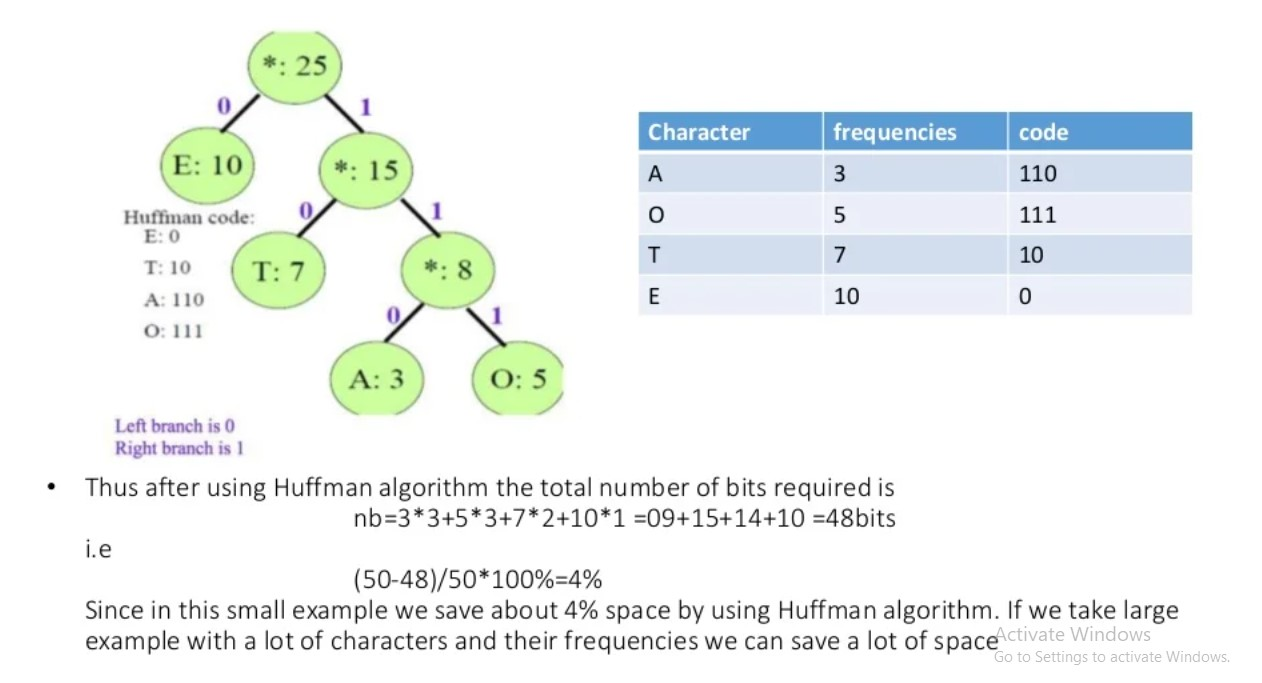 *: 25
0
1
E: 10
*: 15
Huffman code:
E: 0
T: 10
A: 110
O: 111
0
1
T: 7
*: 8
0
1
A: 3
O: 5
Left branch is 0
Right branch is 1
Character frequencies code
A 3 110
O 5 111
T 7 10
E 10 0
• Thus after using Huffman algorithm the total number of bits required is
nb=3*3+5*3+7*2+10*1 =09+15+14+10 =48bits
i.e
(50-48)/50*100%=4%
Since in this small example we save about 4% space by using Huffman algorithm. If we take large
example with a lot of characters and their frequencies we can save a lot of space
Activate Windows
Go to Settings to activate Windows.